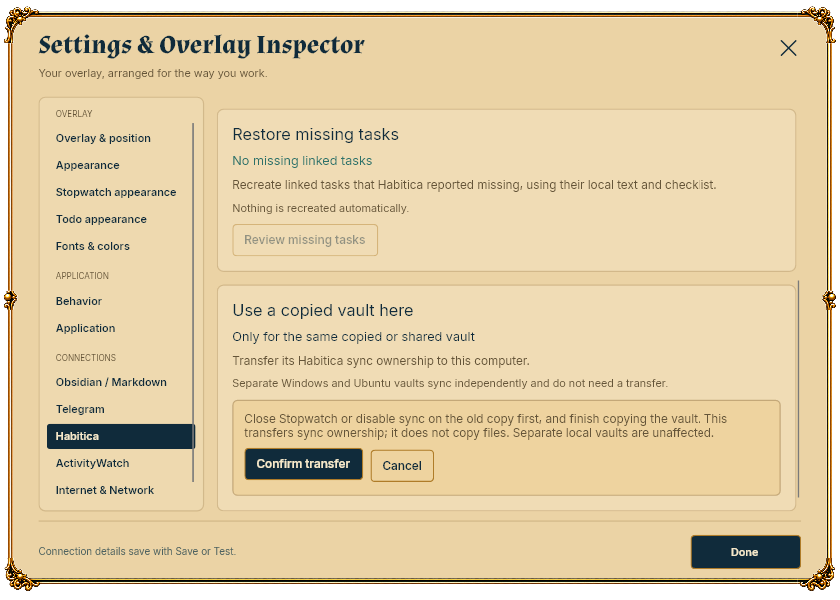 Settings & Overlay Inspector
Your overlay, arranged for the way you work.
OVERLAY
Overlay & position
Appearance
Stopwatch appearance
Todo appearance
Fonts & colors
APPLICATION
Behavior
Application
CONNECTIONS
Obsidian / Markdown
Telegram
Habitica
ActivityWatch
Internet & Network
Restore missing tasks
No missing linked tasks
Recreate linked tasks that Habitica reported missing, using their local text and checklist.
Nothing is recreated automatically.
Review missing tasks
Use a copied vault here
Only for the same copied or shared vault
Transfer its Habitica sync ownership to this computer.
Separate Windows and Ubuntu vaults sync independently and do not need a transfer.
Close Stopwatch or disable sync on the old copy first, and finish copying the vault. This
transfers sync ownership; it does not copy files. Separate local vaults are unaffected.
Confirm transfer
Cancel
Connection details save with Save or Test.
Done